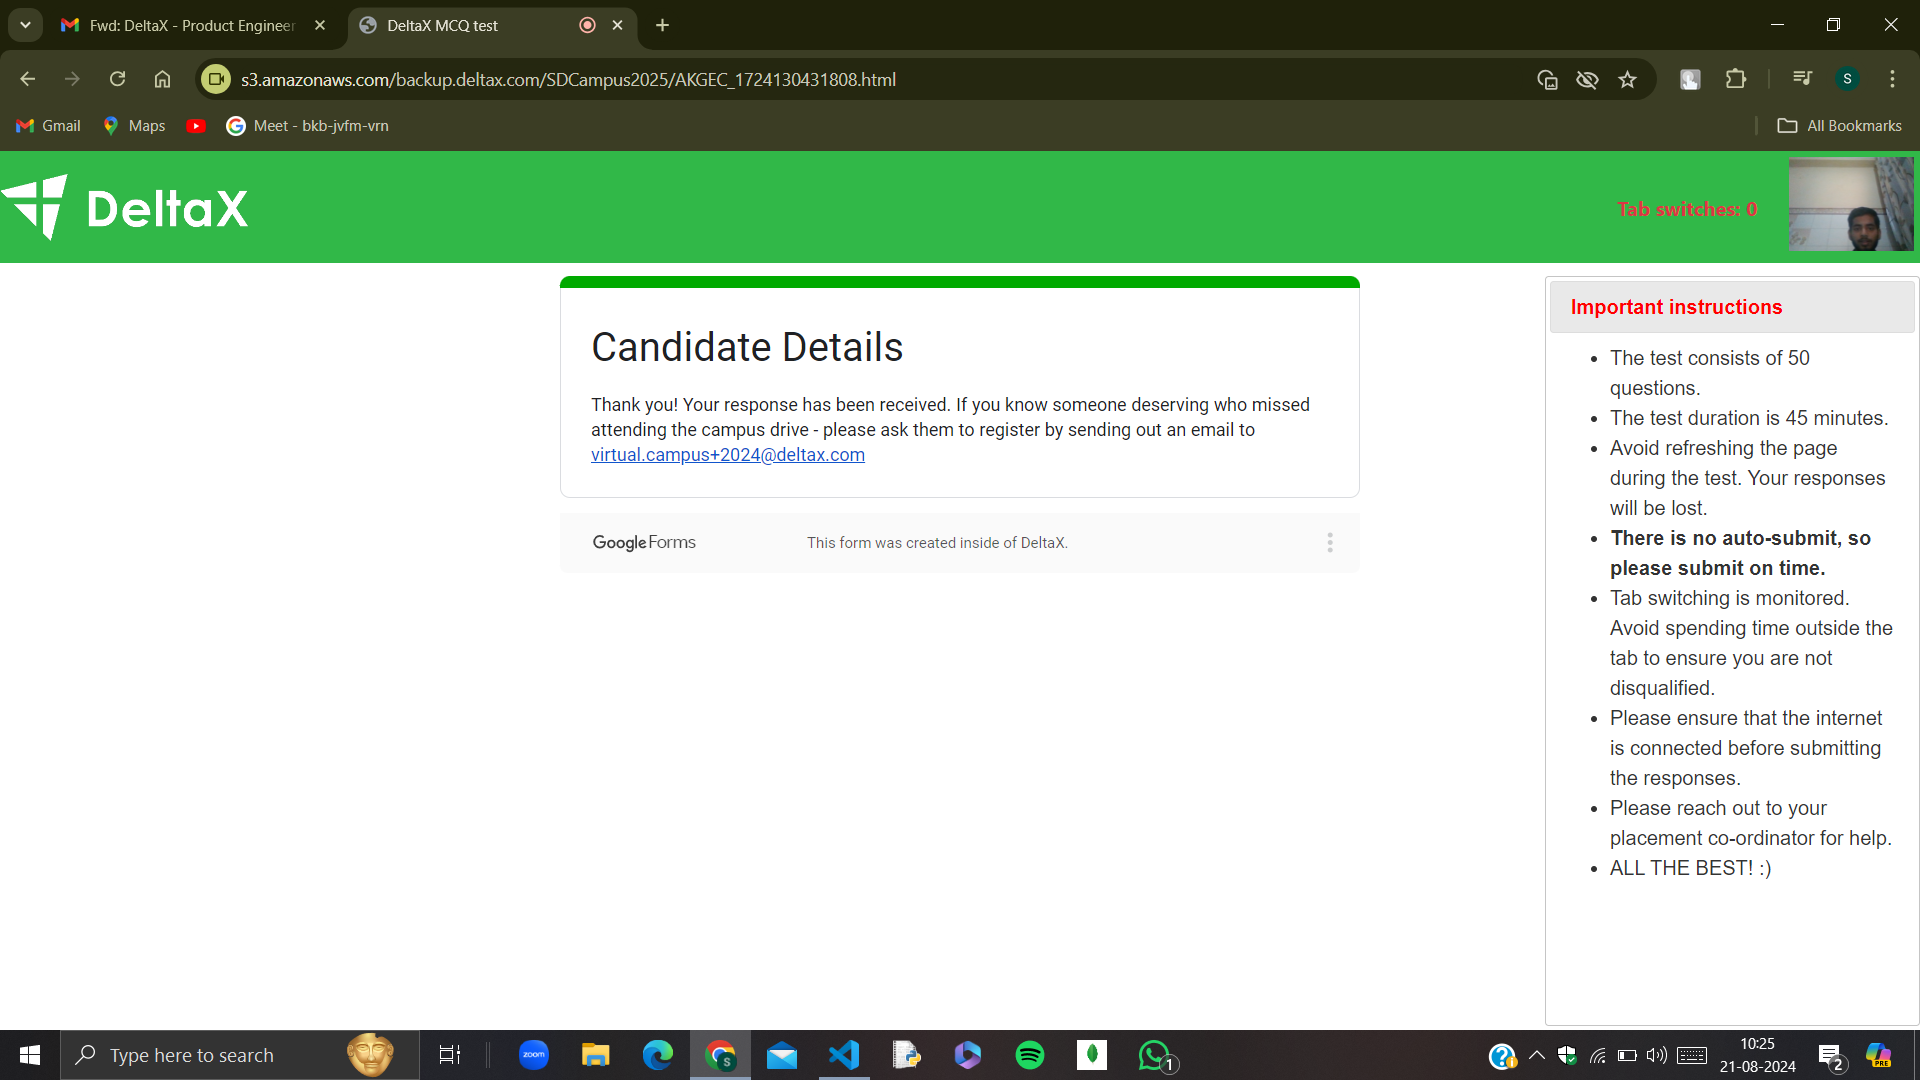 Fwd: DeltaX - Product Engineer
DeltaX MCQ test
s3.amazonaws.com/backup.deltax.com/SDCampus2025/AKGEC_1724130431808.html
S
Gmail
Maps
Meet - bkb-jvfm-vrn
All Bookmarks
DeltaX
Tab switches: 0
Candidate Details
Thank you! Your response has been received. If you know someone deserving who missed
attending the campus drive - please ask them to register by sending out an email to
virtual.campus+2024@deltax.com
Google Forms
This form was created inside of DeltaX.
Important instructions
• The test consists of 50
questions.
• The test duration is 45 minutes.
• Avoid refreshing the page
during the test. Your responses
will be lost.
• There is no auto-submit, so
please submit on time.
• Tab switching is monitored.
Avoid spending time outside the
tab to ensure you are not
disqualified.
• Please ensure that the internet
is connected before submitting
the responses.
• Please reach out to your
placement co-ordinator for help.
• ALL THE BEST! :)
Type here to search
zoom
S
1
10:25
21-08-2024
2
PRE